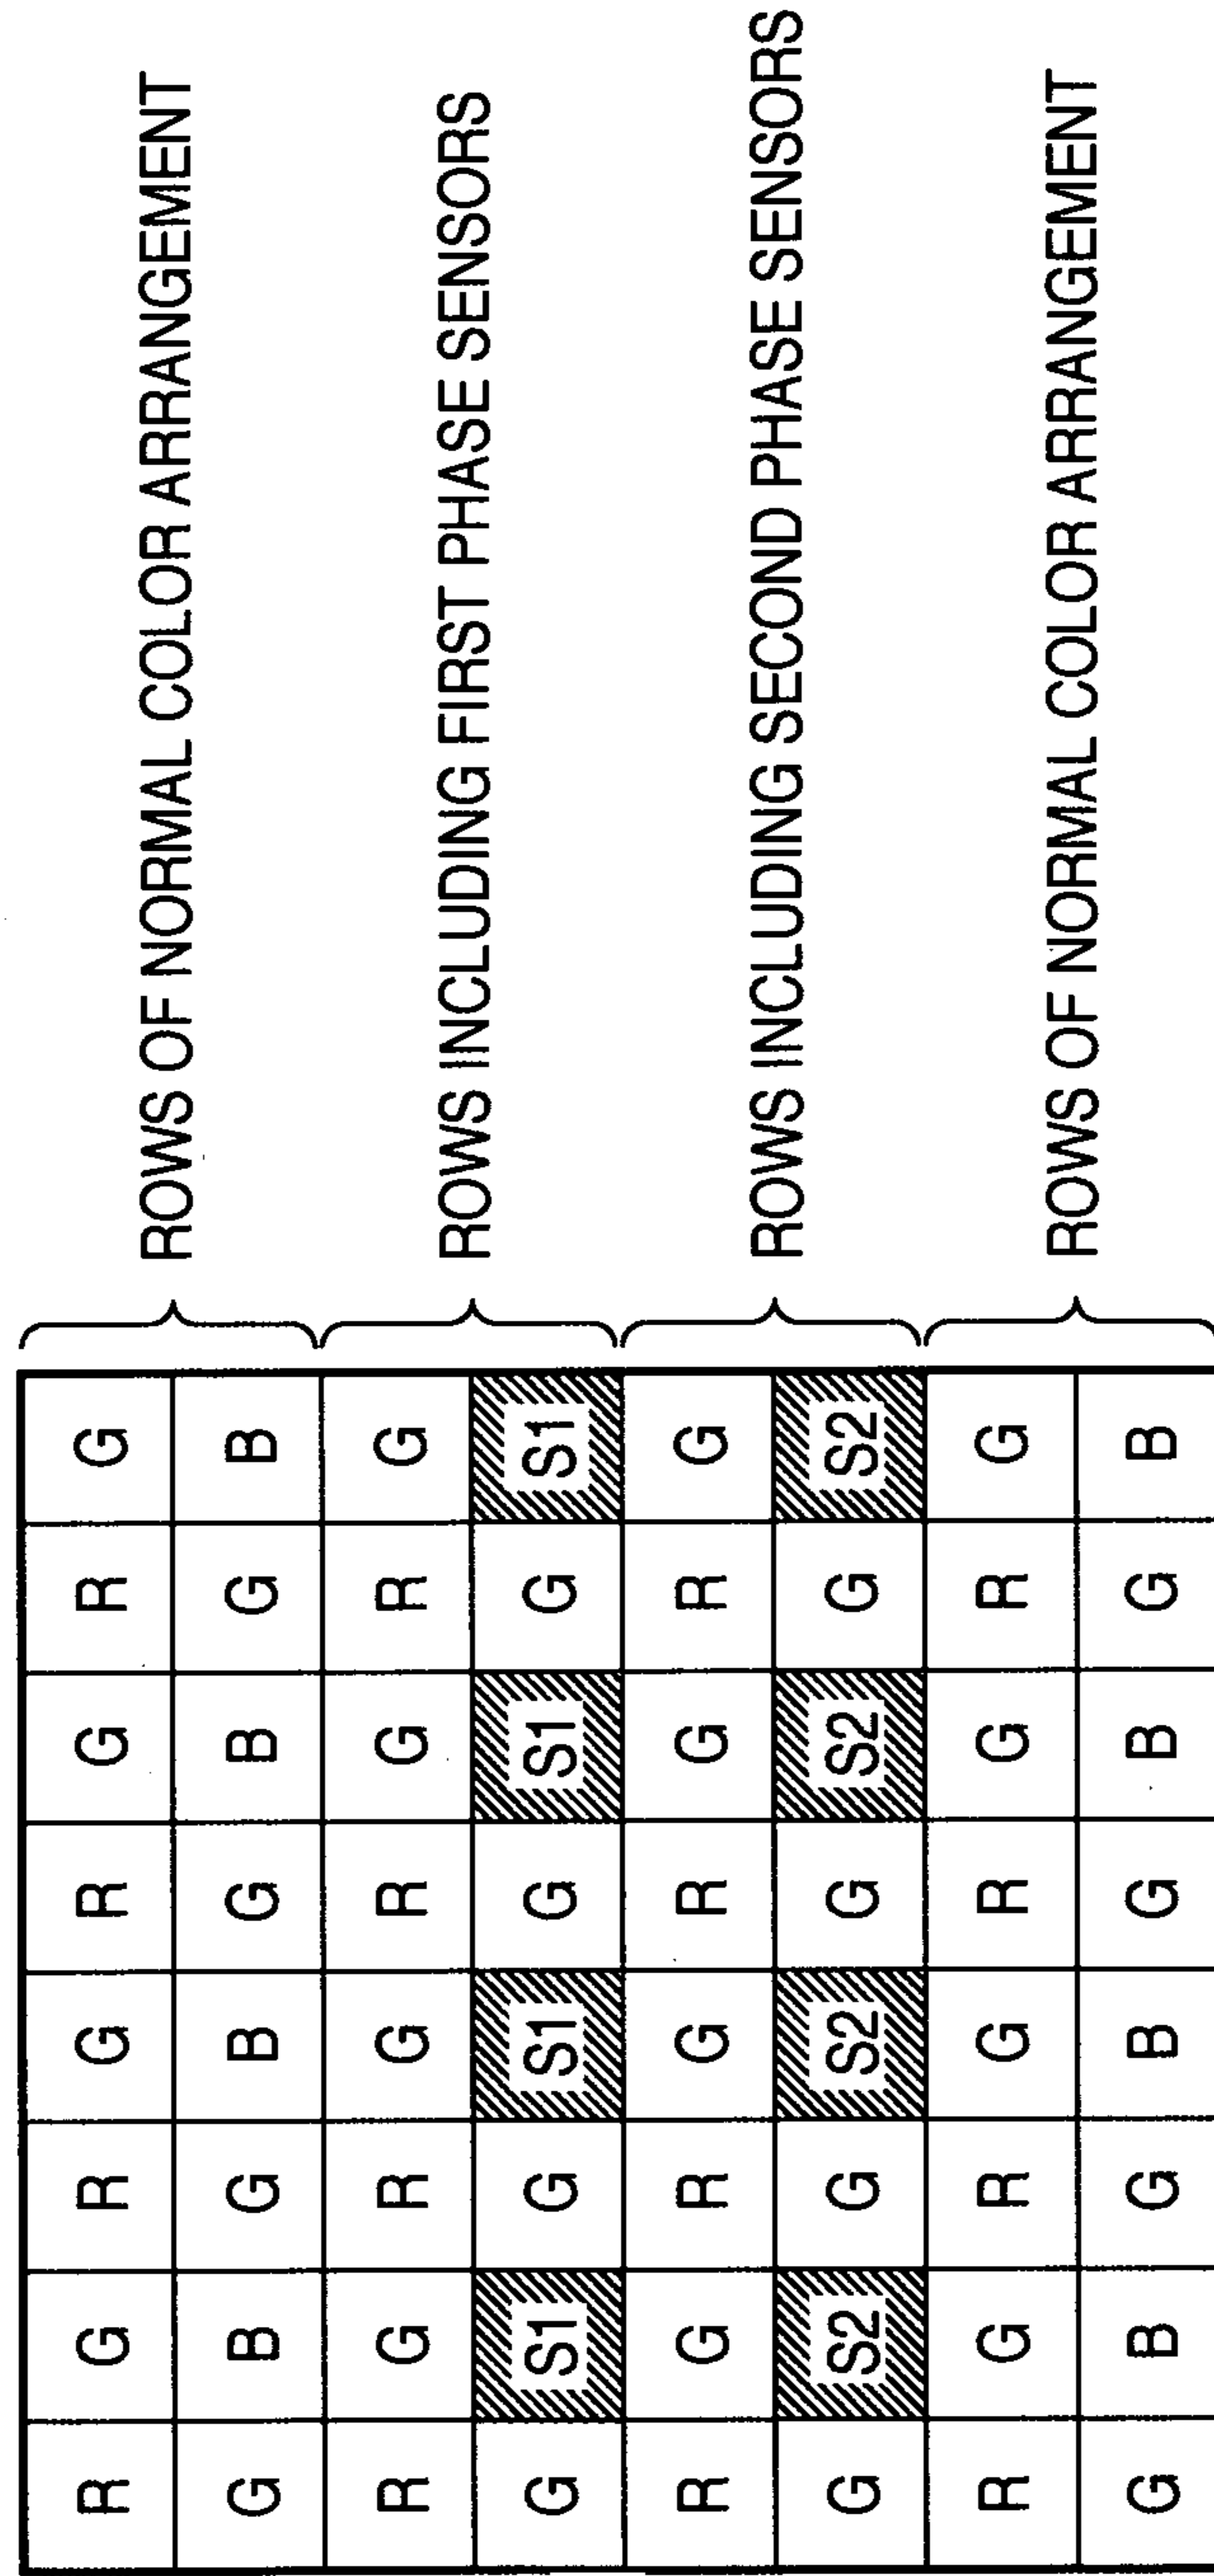 R G R G R G R G
G B G B G B G B
ROWS OF NORMAL COLOR ARRANGEMENT
R G R G R G R G
G S1 G S1 G S1 G S1
ROWS INCLUDING FIRST PHASE SENSORS
R G R G R G R G
G S2 G S2 G S2 G S2
ROWS INCLUDING SECOND PHASE SENSORS
R G R G R G R G
G B G B G B G B
ROWS OF NORMAL COLOR ARRANGEMENT